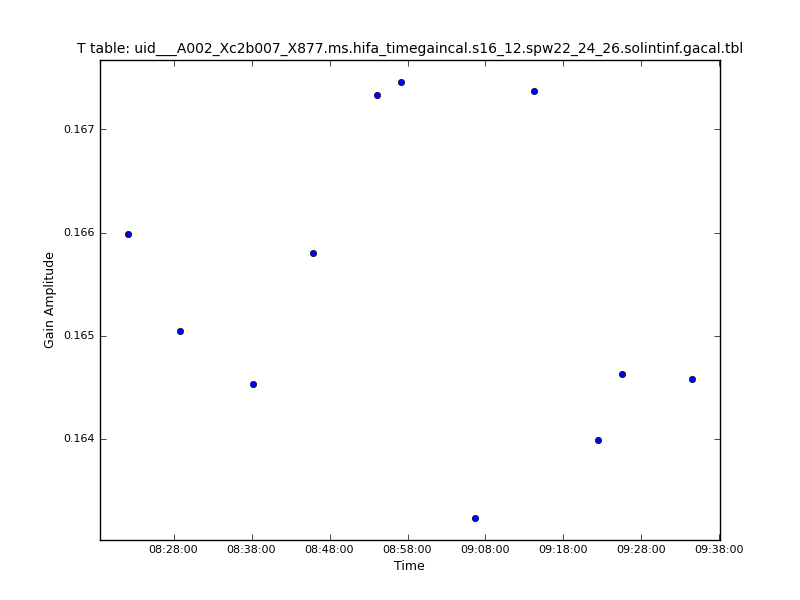 T table: uid___A002_Xc2b007_X877.ms.hifa_timegaincal.s16_12.spw22_24_26.solintinf.gacal.tbl
0.167
0.166
0.165
0.164
Gain Amplitude
08:28:00 08:38:00 08:48:00 08:58:00 09:08:00 09:18:00 09:28:00 09:38:00
Time